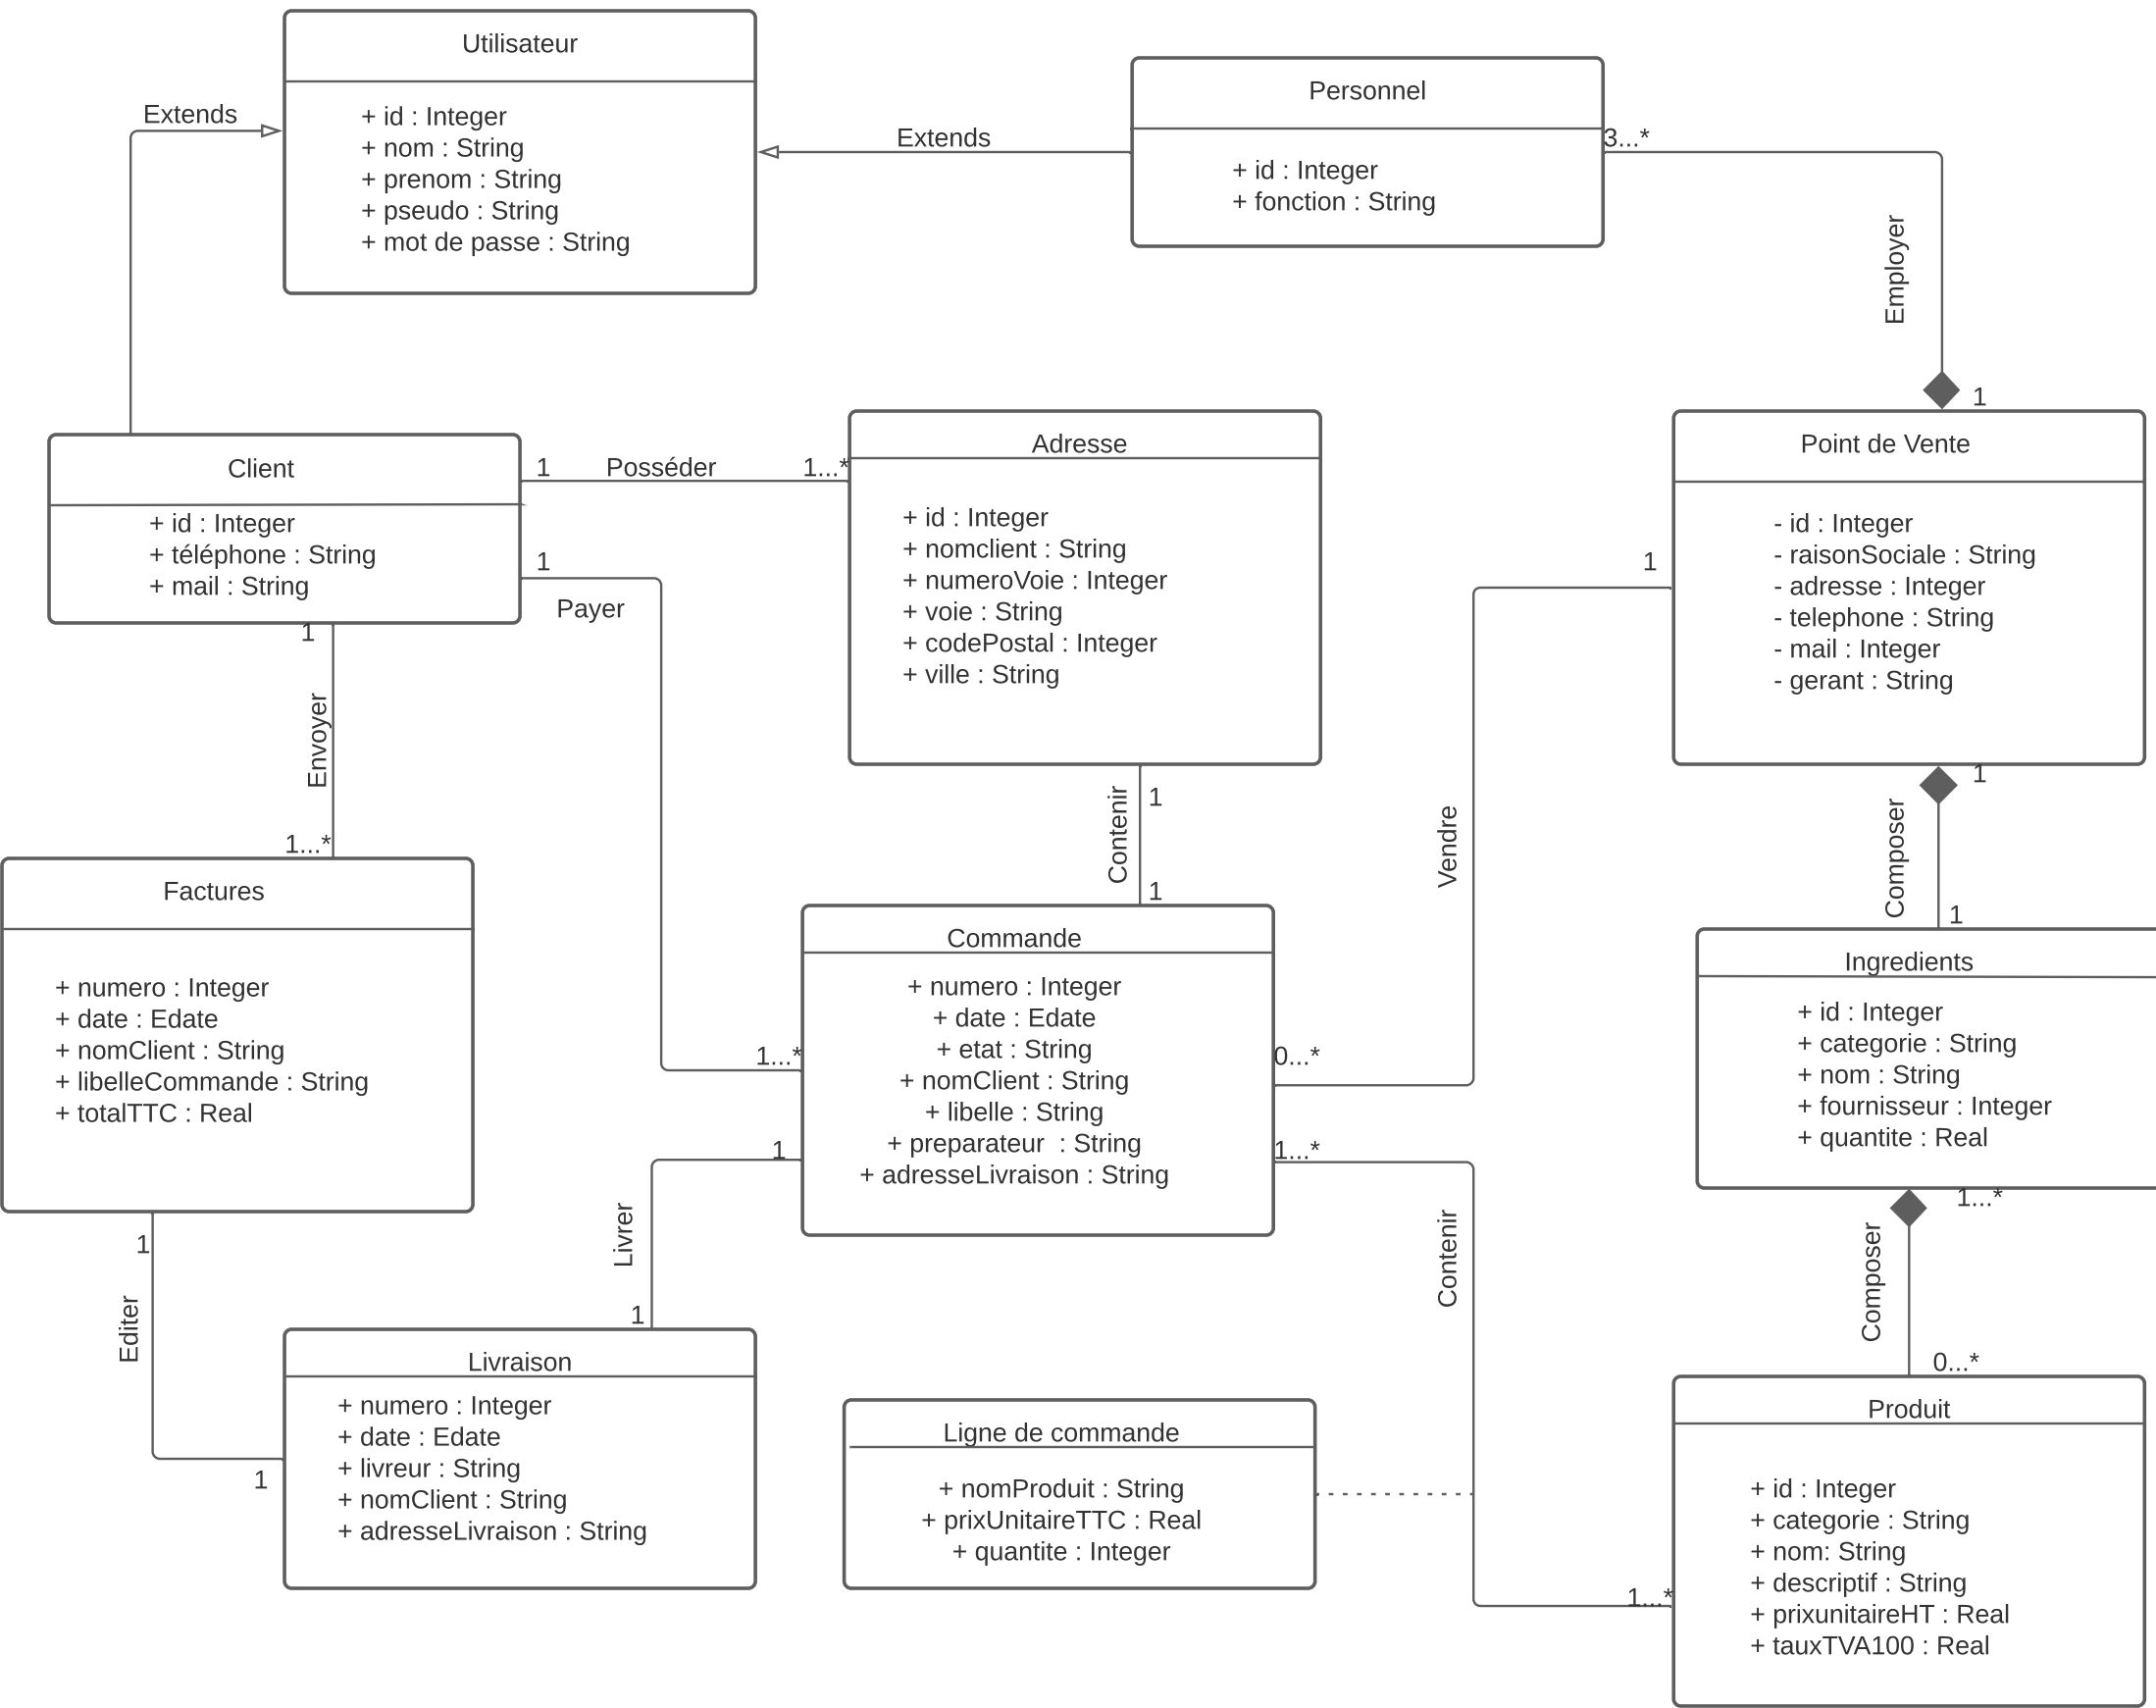 Utilisateur
+ id : Integer
+ nom : String
+ prenom : String
+ pseudo : String
+ mot de passe : String
Extends
Extends
Personnel
+ id : Integer
+ fonction : String
3...*
Employer
1
Client
+ id : Integer
+ téléphone : String
+ mail : String
1
Posséder
1...*
1
Payer
Adresse
+ id : Integer
+ nomclient : String
+ numeroVoie : Integer
+ voie : String
+ codePostal : Integer
+ ville : String
Point de Vente
- id : Integer
- raisonSociale : String
- adresse : Integer
- telephone : String
- mail : Integer
- gerant : String
1
1
Envoyer
1...*
1
Contenir
1
Vendre
1
Composer
1
Factures
+ numero : Integer
+ date : Edate
+ nomClient : String
+ libelleCommande : String
+ totalTTC : Real
Commande
+ numero : Integer
+ date : Edate
+ etat : String
+ nomClient : String
+ libelle : String
+ preparateur  : String
+ adresseLivraison : String
1...*
0...*
1
1...*
Ingredients
+ id : Integer
+ categorie : String
+ nom : String
+ fournisseur : Integer
+ quantite : Real
1...*
Composer
0...*
1
Editer
1
Livrer
1
Contenir
1...*
Livraison
+ numero : Integer
+ date : Edate
+ livreur : String
+ nomClient : String
+ adresseLivraison : String
Ligne de commande
+ nomProduit : String
+ prixUnitaireTTC : Real
+ quantite : Integer
Produit
+ id : Integer
+ categorie : String
+ nom: String
+ descriptif : String
+ prixunitaireHT : Real
+ tauxTVA100 : Real